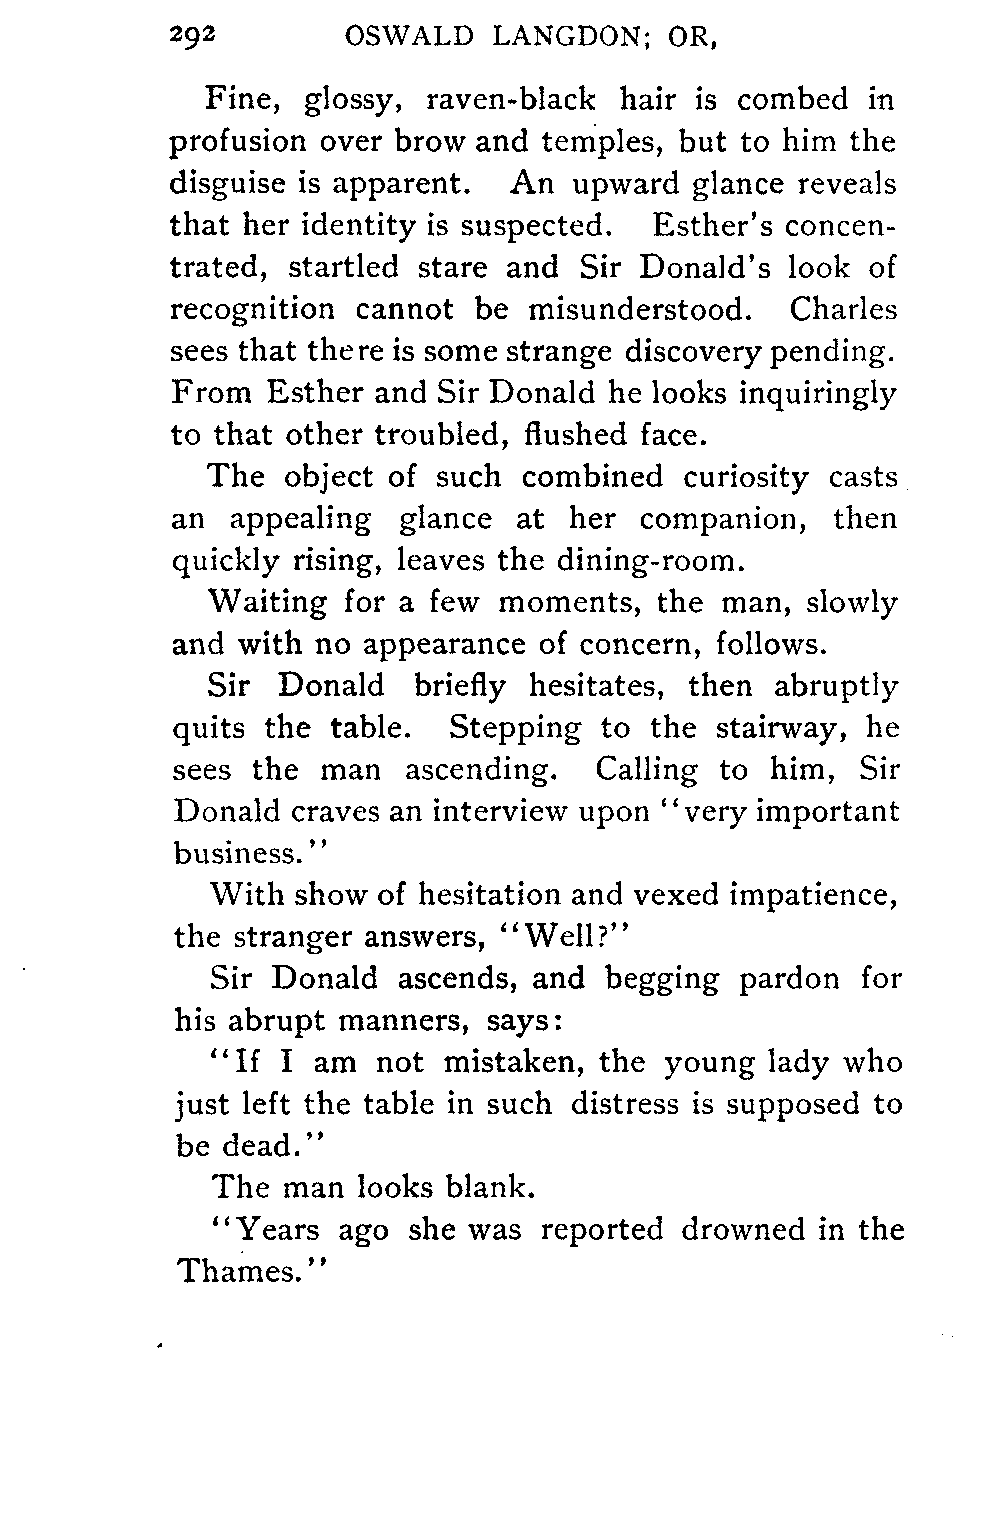 292 OSWALD LANGDON; OR,
Fine, glossy, raven-black hair is combed in
profusion over brow and temples, but to him the
disguise is apparent. An upward glance reveals
that her identity is suspected. Esther's concen-
trated, startled stare and Sir Donald's look of
recognition cannot be misunderstood. Charles
sees that there is some strange discovery pending.
From Esther and Sir Donald he looks inquiringly
to that other troubled, flushed face.
The object of such combined curiosity casts
an appealing glance at her companion, then
quickly rising, leaves the dining-room.
Waiting for a few moments, the man, slowly
and with no appearance of concern, follows.
Sir Donald briefly hesitates, then abruptly
quits the table. Stepping to the stairway, he
sees the man ascending. Calling to him, Sir
Donald craves an interview upon "very important
business."
With show of hesitation and vexed impatience,
the stranger answers, "Well?"
Sir Donald ascends, and begging pardon for
his abrupt manners, says:
"If I am not mistaken, the young lady who
just left the table in such distress is supposed to
be dead."
The man looks blank.
"Years ago she was reported drowned in the
Thames."